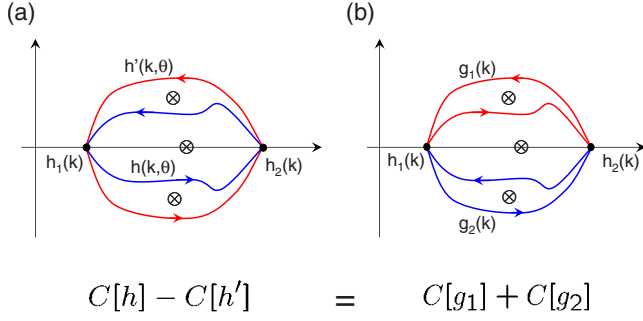 (a) (b)
h'(k,θ) g₁(k)
h₁(k) h(k,θ) h₂(k) h₁(k) h₂(k)
g₂(k)
C[h] − C[h'] = C[g₁] + C[g₂]